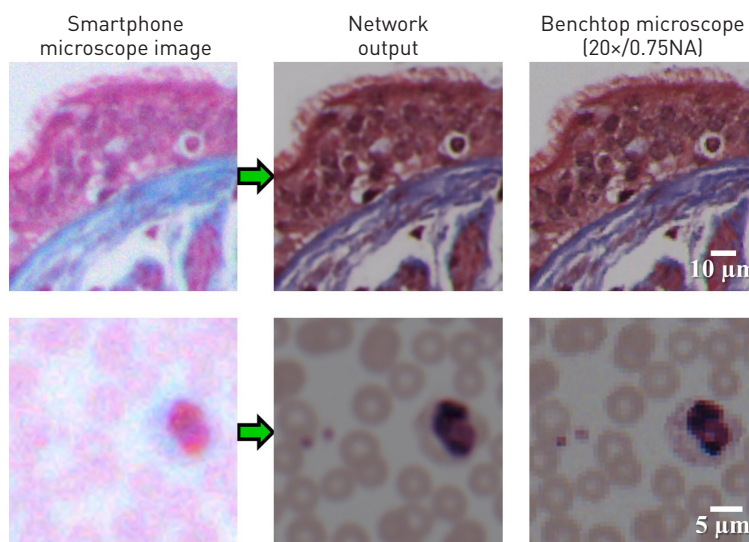 Smartphone
microscope image
Network
output
Benchtop microscope
(20×/0.75NA)
10 µm
5 µm